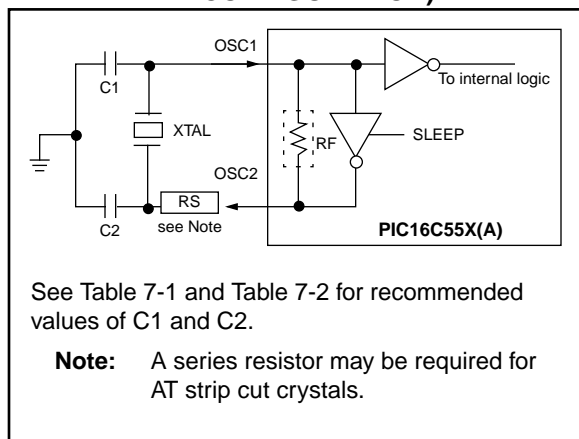 OSC1
C1
To internal logic
XTAL
RF
SLEEP
OSC2
RS
C2
see Note
PIC16C55X(A)
See Table 7-1 and Table 7-2 for recommended
values of C1 and C2.
Note: A series resistor may be required for
AT strip cut crystals.